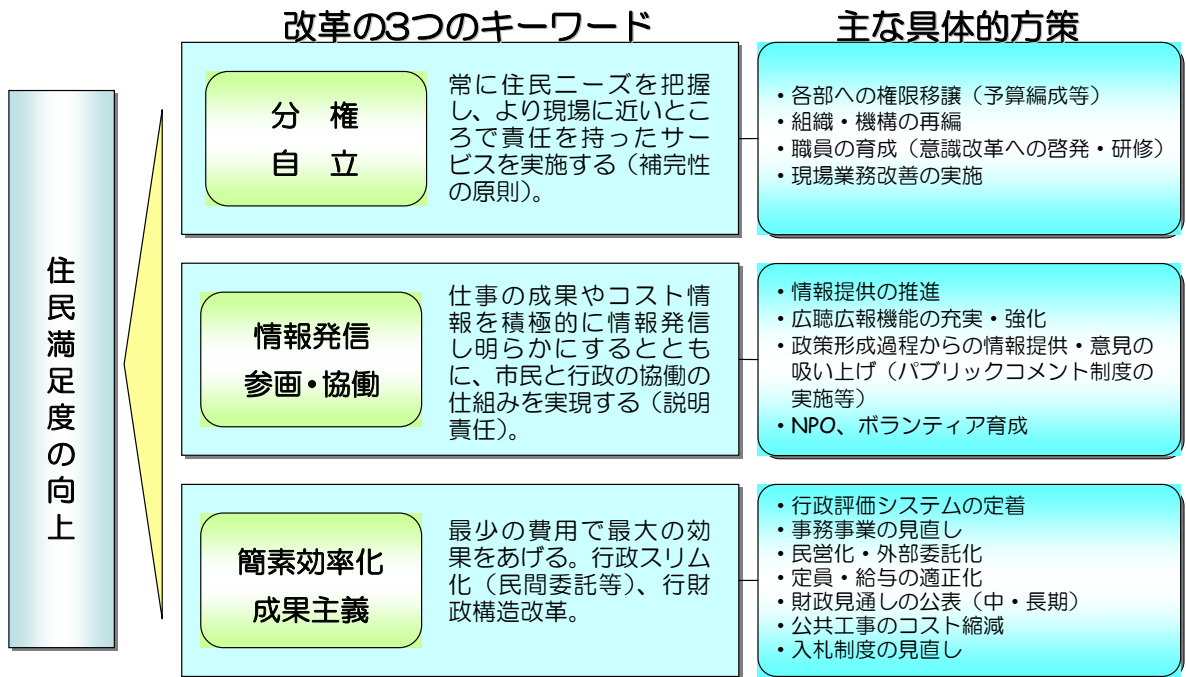 改革の3つのキーワード
主な具体的方策
住民満足度の向上
分 権
自 立
常に住民ニーズを把握
し、より現場に近いとこ
ろで責任を持ったサー
ビスを実施する（補完性
の原則）。
・各部への権限移譲（予算編成等）
・組織・機構の再編
・職員の育成（意識改革への啓発・研修）
・現場業務改善の実施
情報発信
参画・協働
仕事の成果やコスト情
報を積極的に情報発信
し明らかにするととも
に、市民と行政の協働の
仕組みを実現する（説明
責任）。
・情報提供の推進
・広聴広報機能の充実・強化
・政策形成過程からの情報提供・意見の
吸い上げ（パブリックコメント制度の
実施等）
・NPO、ボランティア育成
簡素効率化
成果主義
最少の費用で最大の効
果をあげる。行政スリム
化（民間委託等）、行財
政構造改革。
・行政評価システムの定着
・事務事業の見直し
・民営化・外部委託化
・定員・給与の適正化
・財政見通しの公表（中・長期）
・公共工事のコスト縮減
・入札制度の見直し